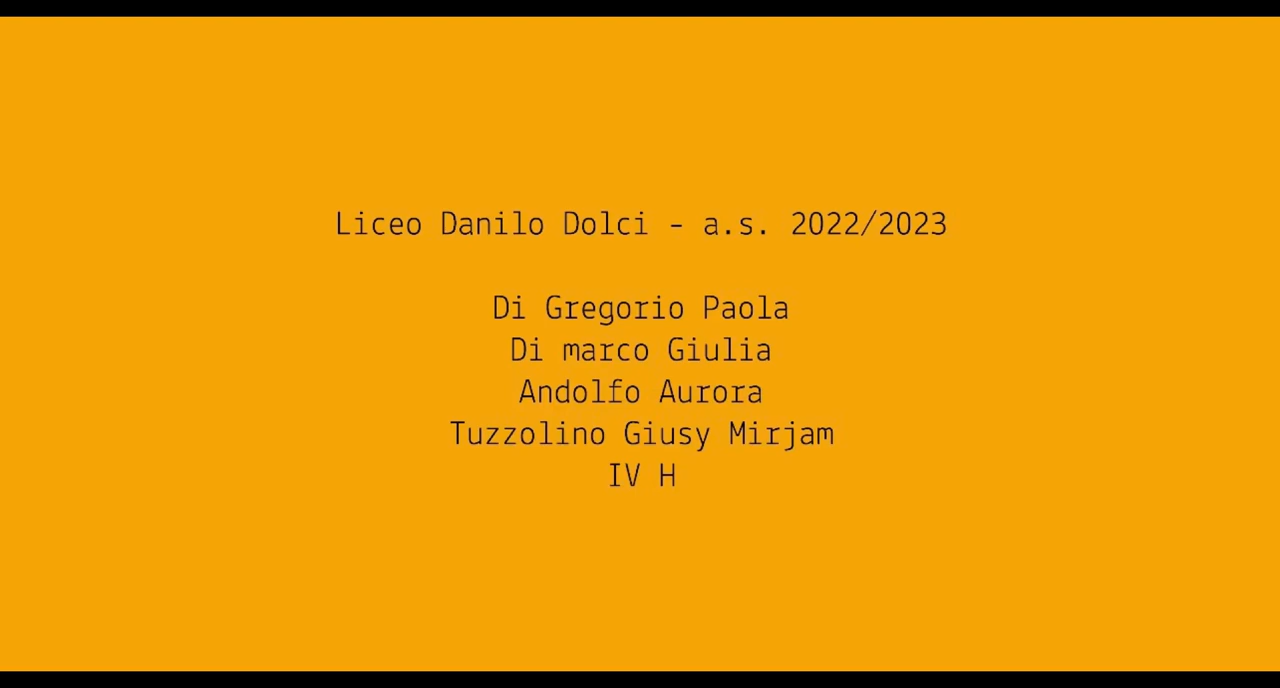 Liceo Danilo Dolci - a.s. 2022/2023
Di Gregorio Paola
Di marco Giulia
Andolfo Aurora
Tuzzolino Giusy Mirjam
IV H